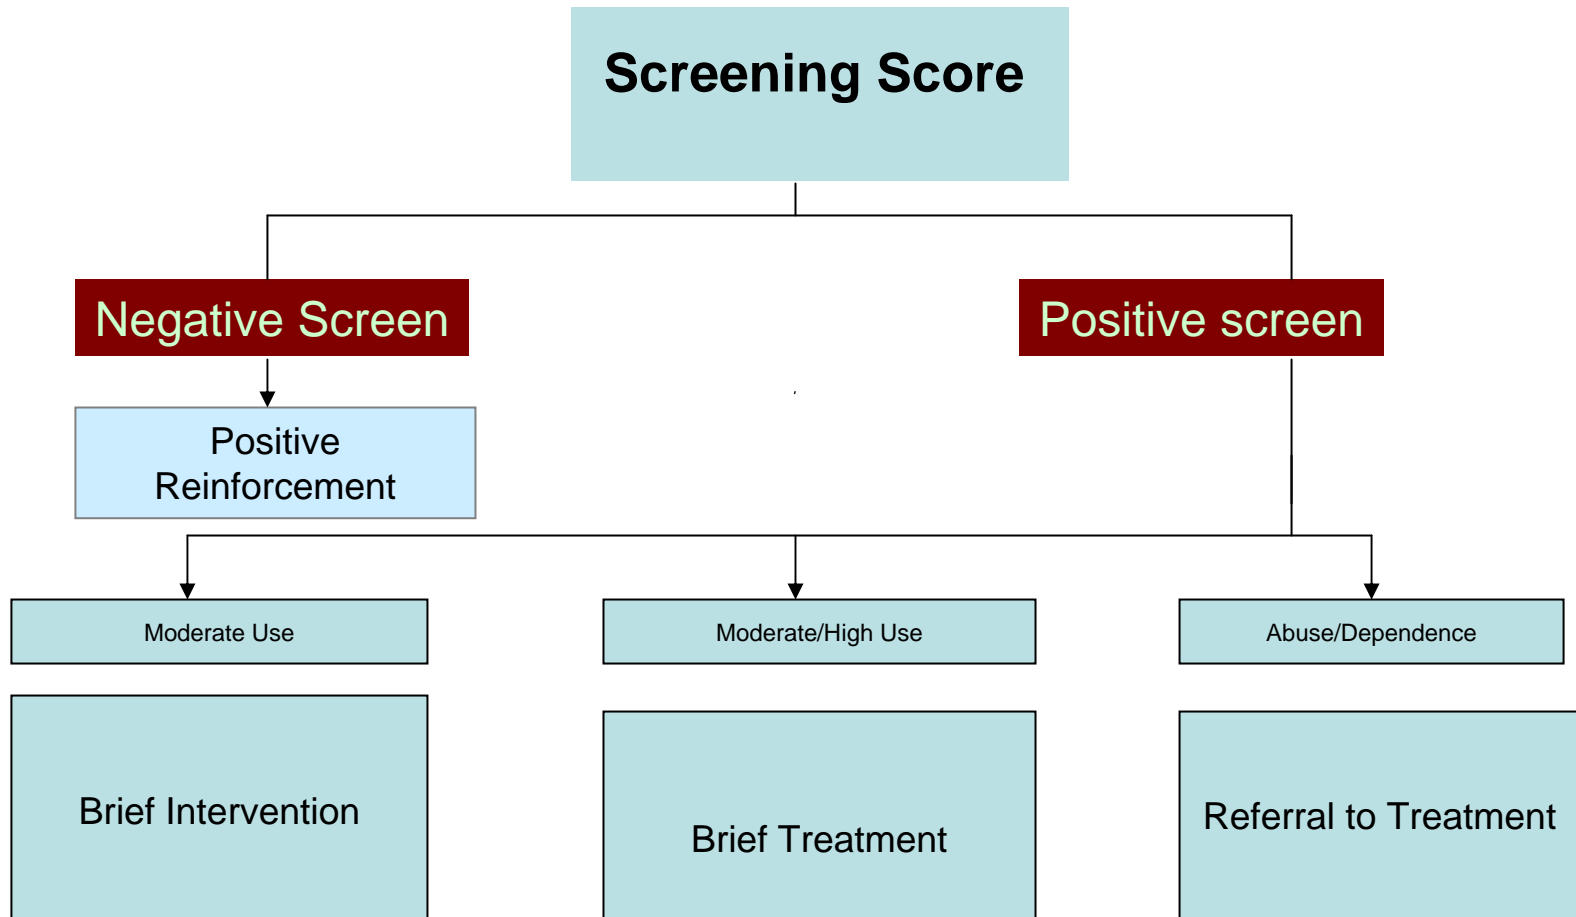 Screening Score
Negative Screen
Positive screen
Positive
Reinforcement
Moderate Use
Moderate/High Use
Abuse/Dependence
Brief Intervention
Brief Treatment
Referral to Treatment